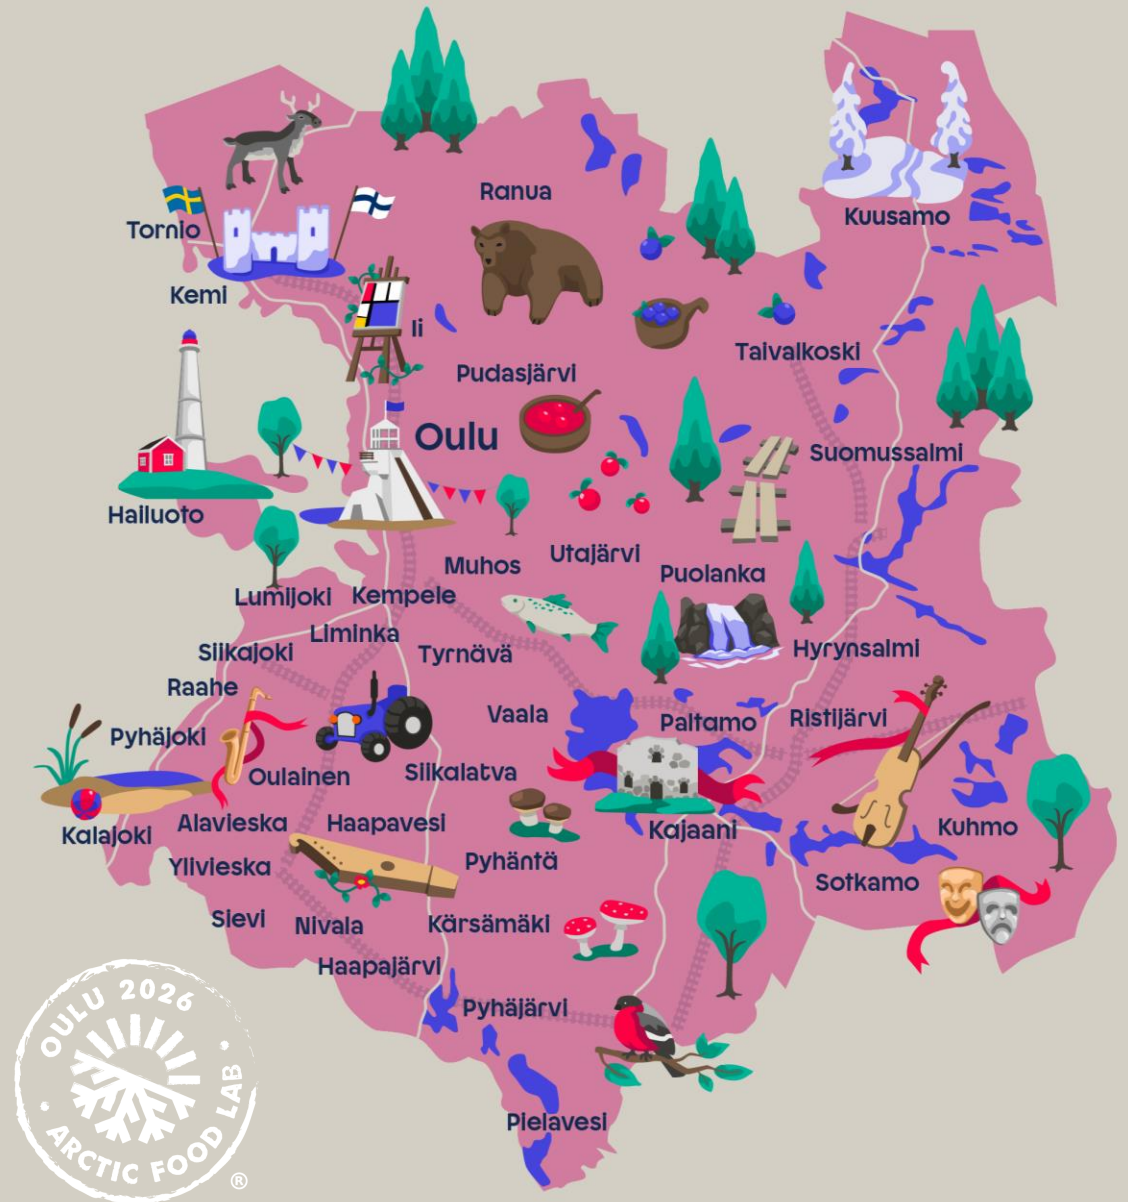 Ranua
Kuusamo
Tornio
Kemi
Ii
Taivalkoski
Pudasjärvi
Oulu
Suomussalmi
Hailuoto
Utajärvi
Muhos
Puolanka
Lumijoki
Kempele
Liminka
Hyrynsalmi
Siikajoki
Tyrnävä
Raahe
Vaala
Paltamo
Ristijärvi
Pyhäjoki
Oulainen
Siikalatva
Alavieska
Haapavesi
Kalajoki
Kajaani
Kuhmo
Ylivieska
Pyhäntä
Sotkamo
Sievi
Nivala
Kärsämäki
Haapajärvi
Pyhäjärvi
Pielavesi
OULU 2026
• ARCTIC FOOD LAB •
®